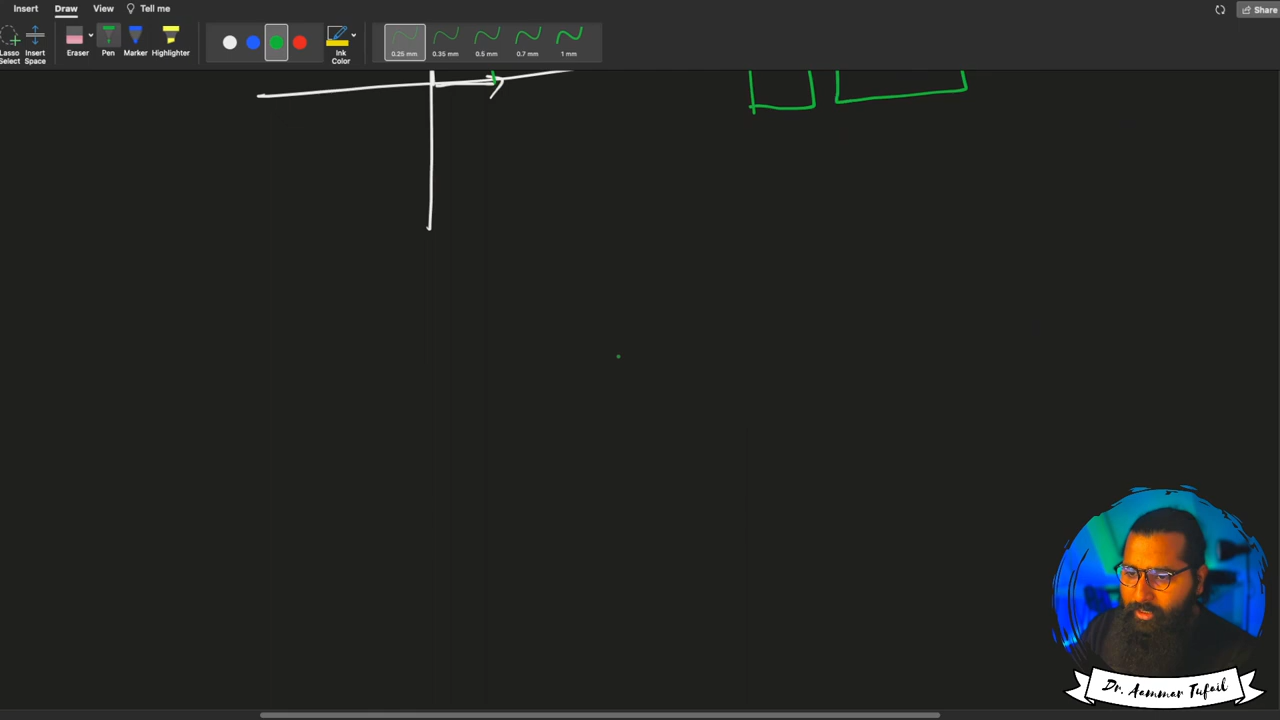 Insert Draw View Tell me
Share
Lasso Select
Insert Space
Eraser
Pen
Marker
Highlighter
Ink Color
0.25 mm
0.35 mm
0.5 mm
0.7 mm
1 mm
Dr. Aammar Tufail